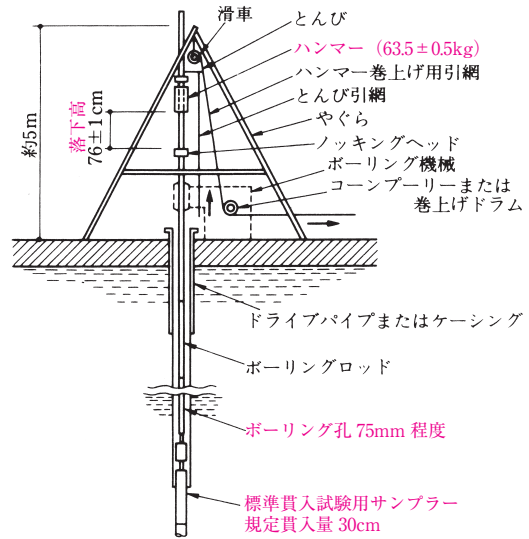 滑車
とんび
ハンマー（63.5±0.5kg）
ハンマー巻上げ用引綱
とんび引綱
やぐら
ノッキングヘッド
ボーリング機械
コーンプーリーまたは
巻上げドラム
約5m
落下高
76±1cm
ドライブパイプまたはケーシング
ボーリングロッド
ボーリング孔 75mm 程度
標準貫入試験用サンプラー
規定貫入量 30cm